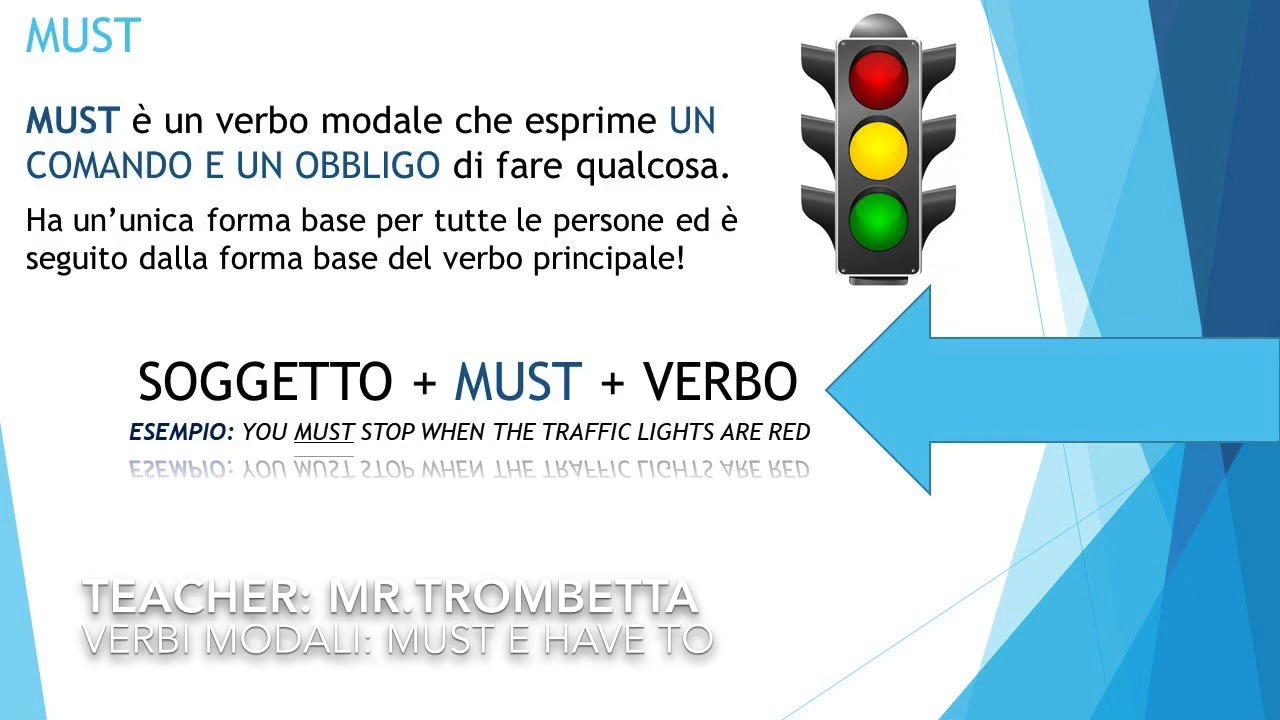 MUST
MUST è un verbo modale che esprime UN
COMANDO E UN OBBLIGO di fare qualcosa.
Ha un’unica forma base per tutte le persone ed è
seguito dalla forma base del verbo principale!
SOGGETTO + MUST + VERBO
ESEMPIO: YOU MUST STOP WHEN THE TRAFFIC LIGHTS ARE RED
TEACHER: MR.TROMBETTA
VERBI MODALI: MUST E HAVE TO